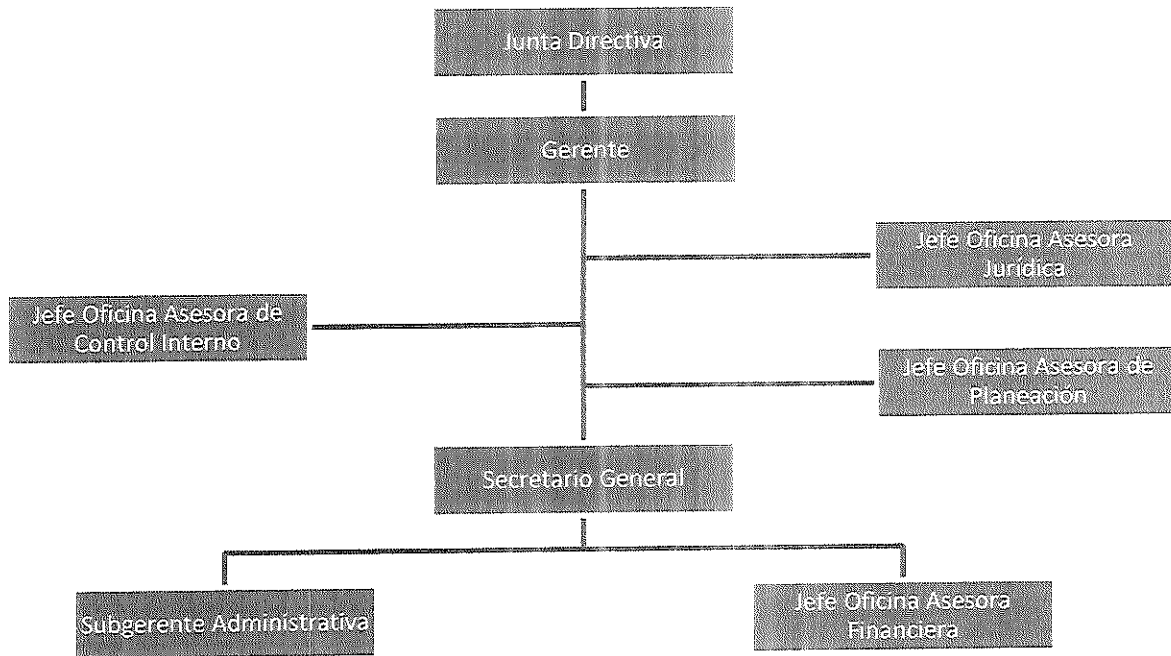 Junta Directiva
Gerente
Jefe Oficina Asesora
Jurídica
Jefe Oficina Asesora de
Control Interno
Jefe Oficina Asesora de
Planeación
Secretario General
Subgerente Administrativa
Jefe Oficina Asesora
Financiera